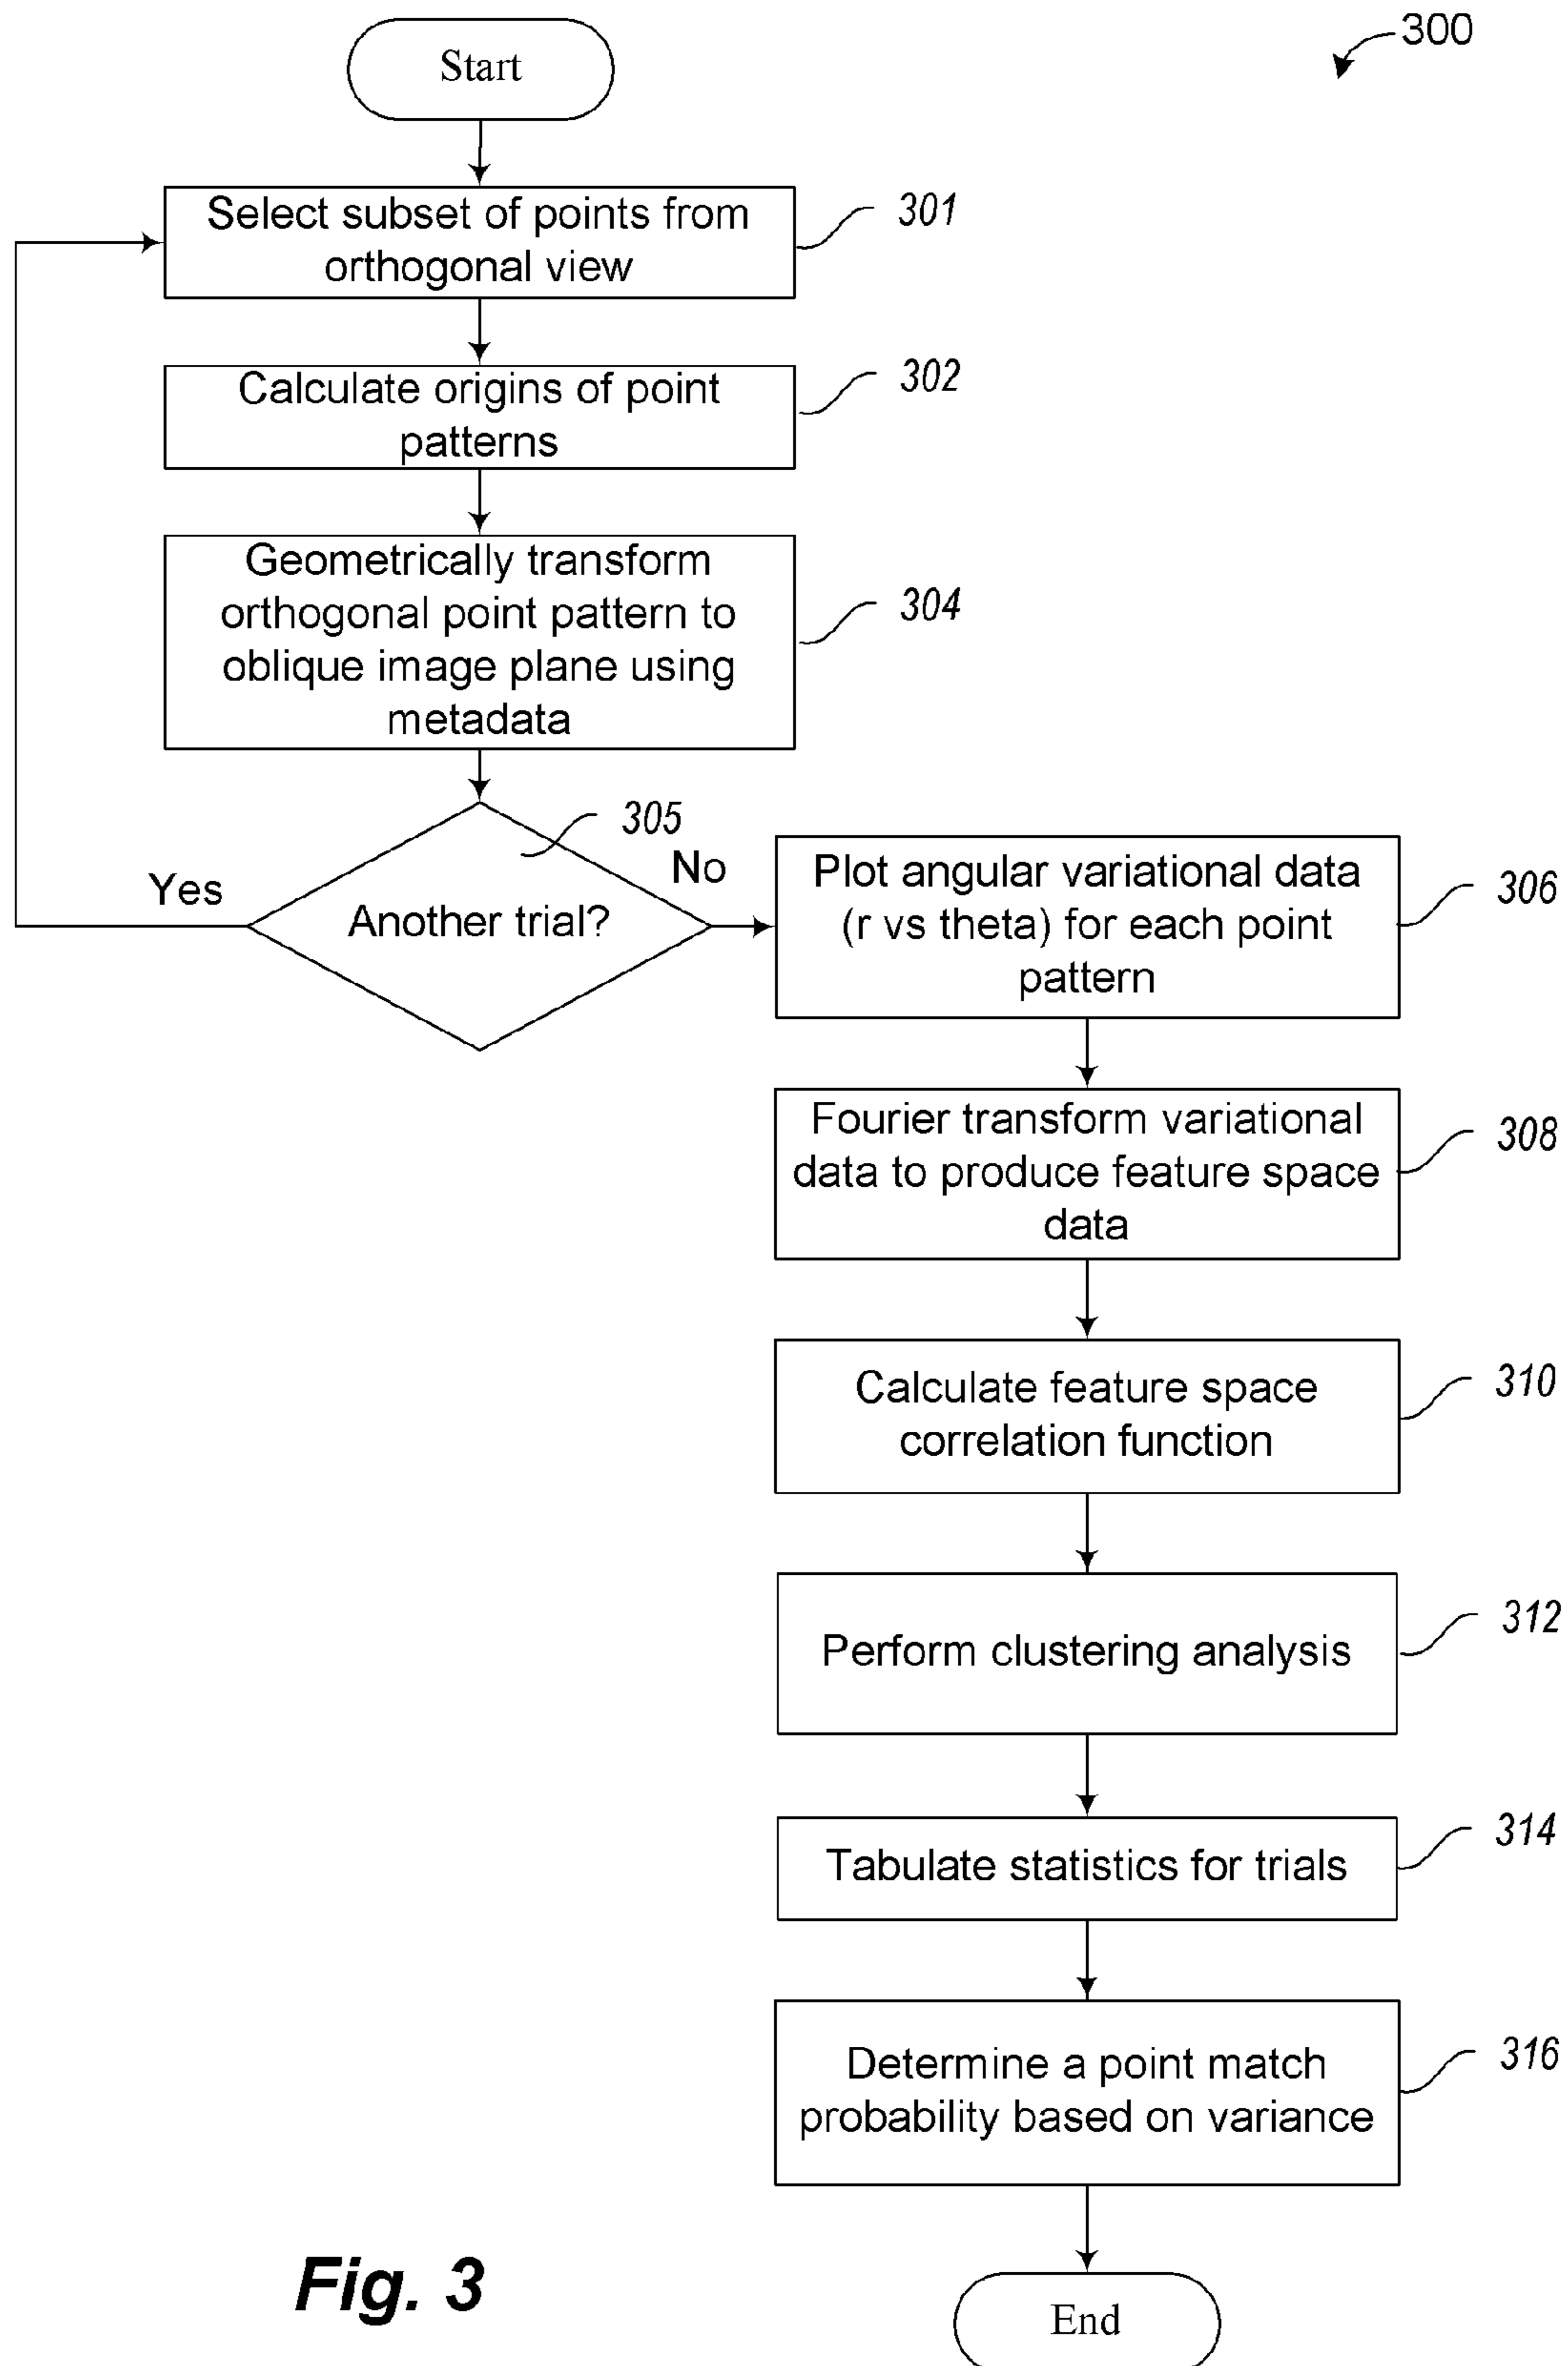 300
Start
Select subset of points from
orthogonal view
301
Calculate origins of point
patterns
302
Geometrically transform
orthogonal point pattern to
oblique image plane using
metadata
304
305
Yes
Another trial?
No
Plot angular variational data
(r vs theta) for each point
pattern
306
Fourier transform variational
data to produce feature space
data
308
Calculate feature space
correlation function
310
Perform clustering analysis
312
Tabulate statistics for trials
314
Determine a point match
probability based on variance
316
End
Fig. 3